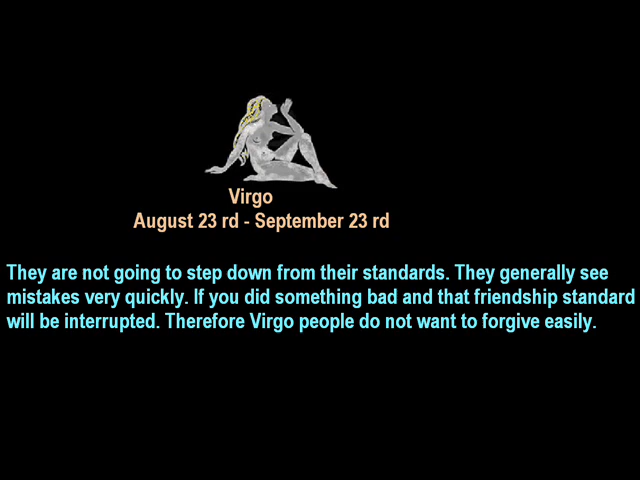 Virgo
August 23 rd - September 23 rd
They are not going to step down from their standards. They generally see
mistakes very quickly. If you did something bad and that friendship standard
will be interrupted. Therefore Virgo people do not want to forgive easily.